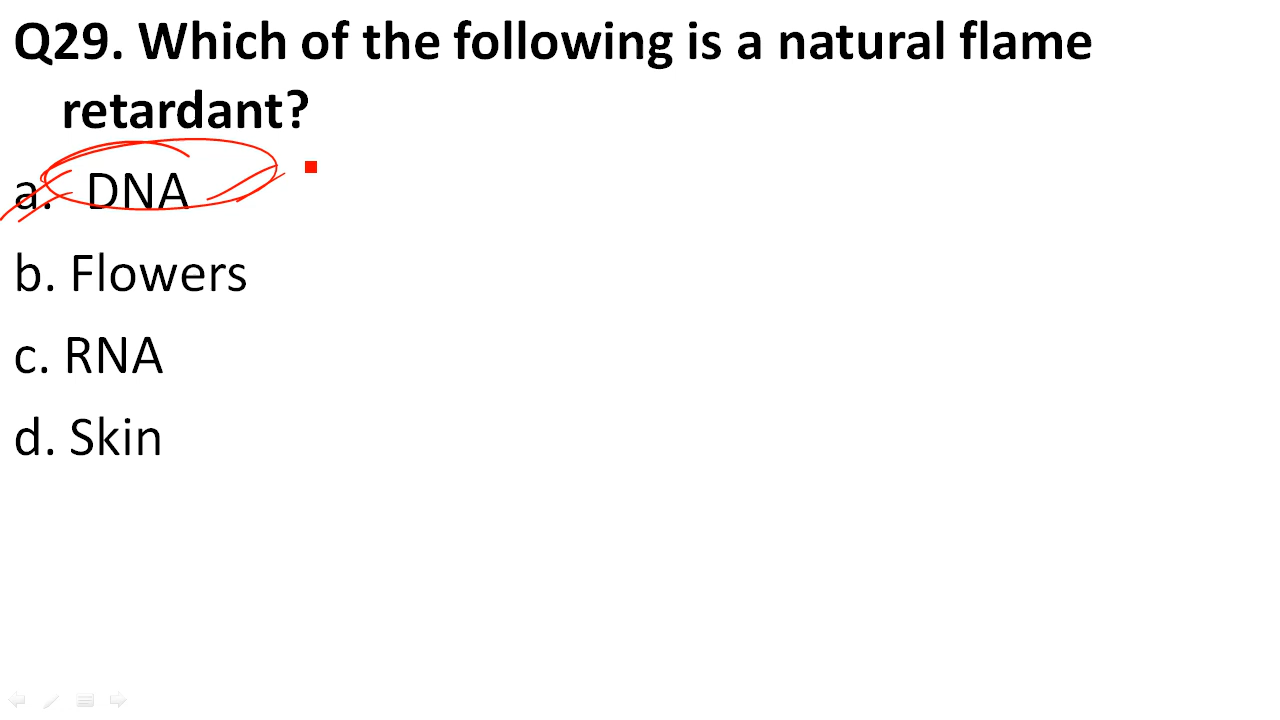 Q29. Which of the following is a natural flame
retardant?
a. DNA
b. Flowers
c. RNA
d. Skin